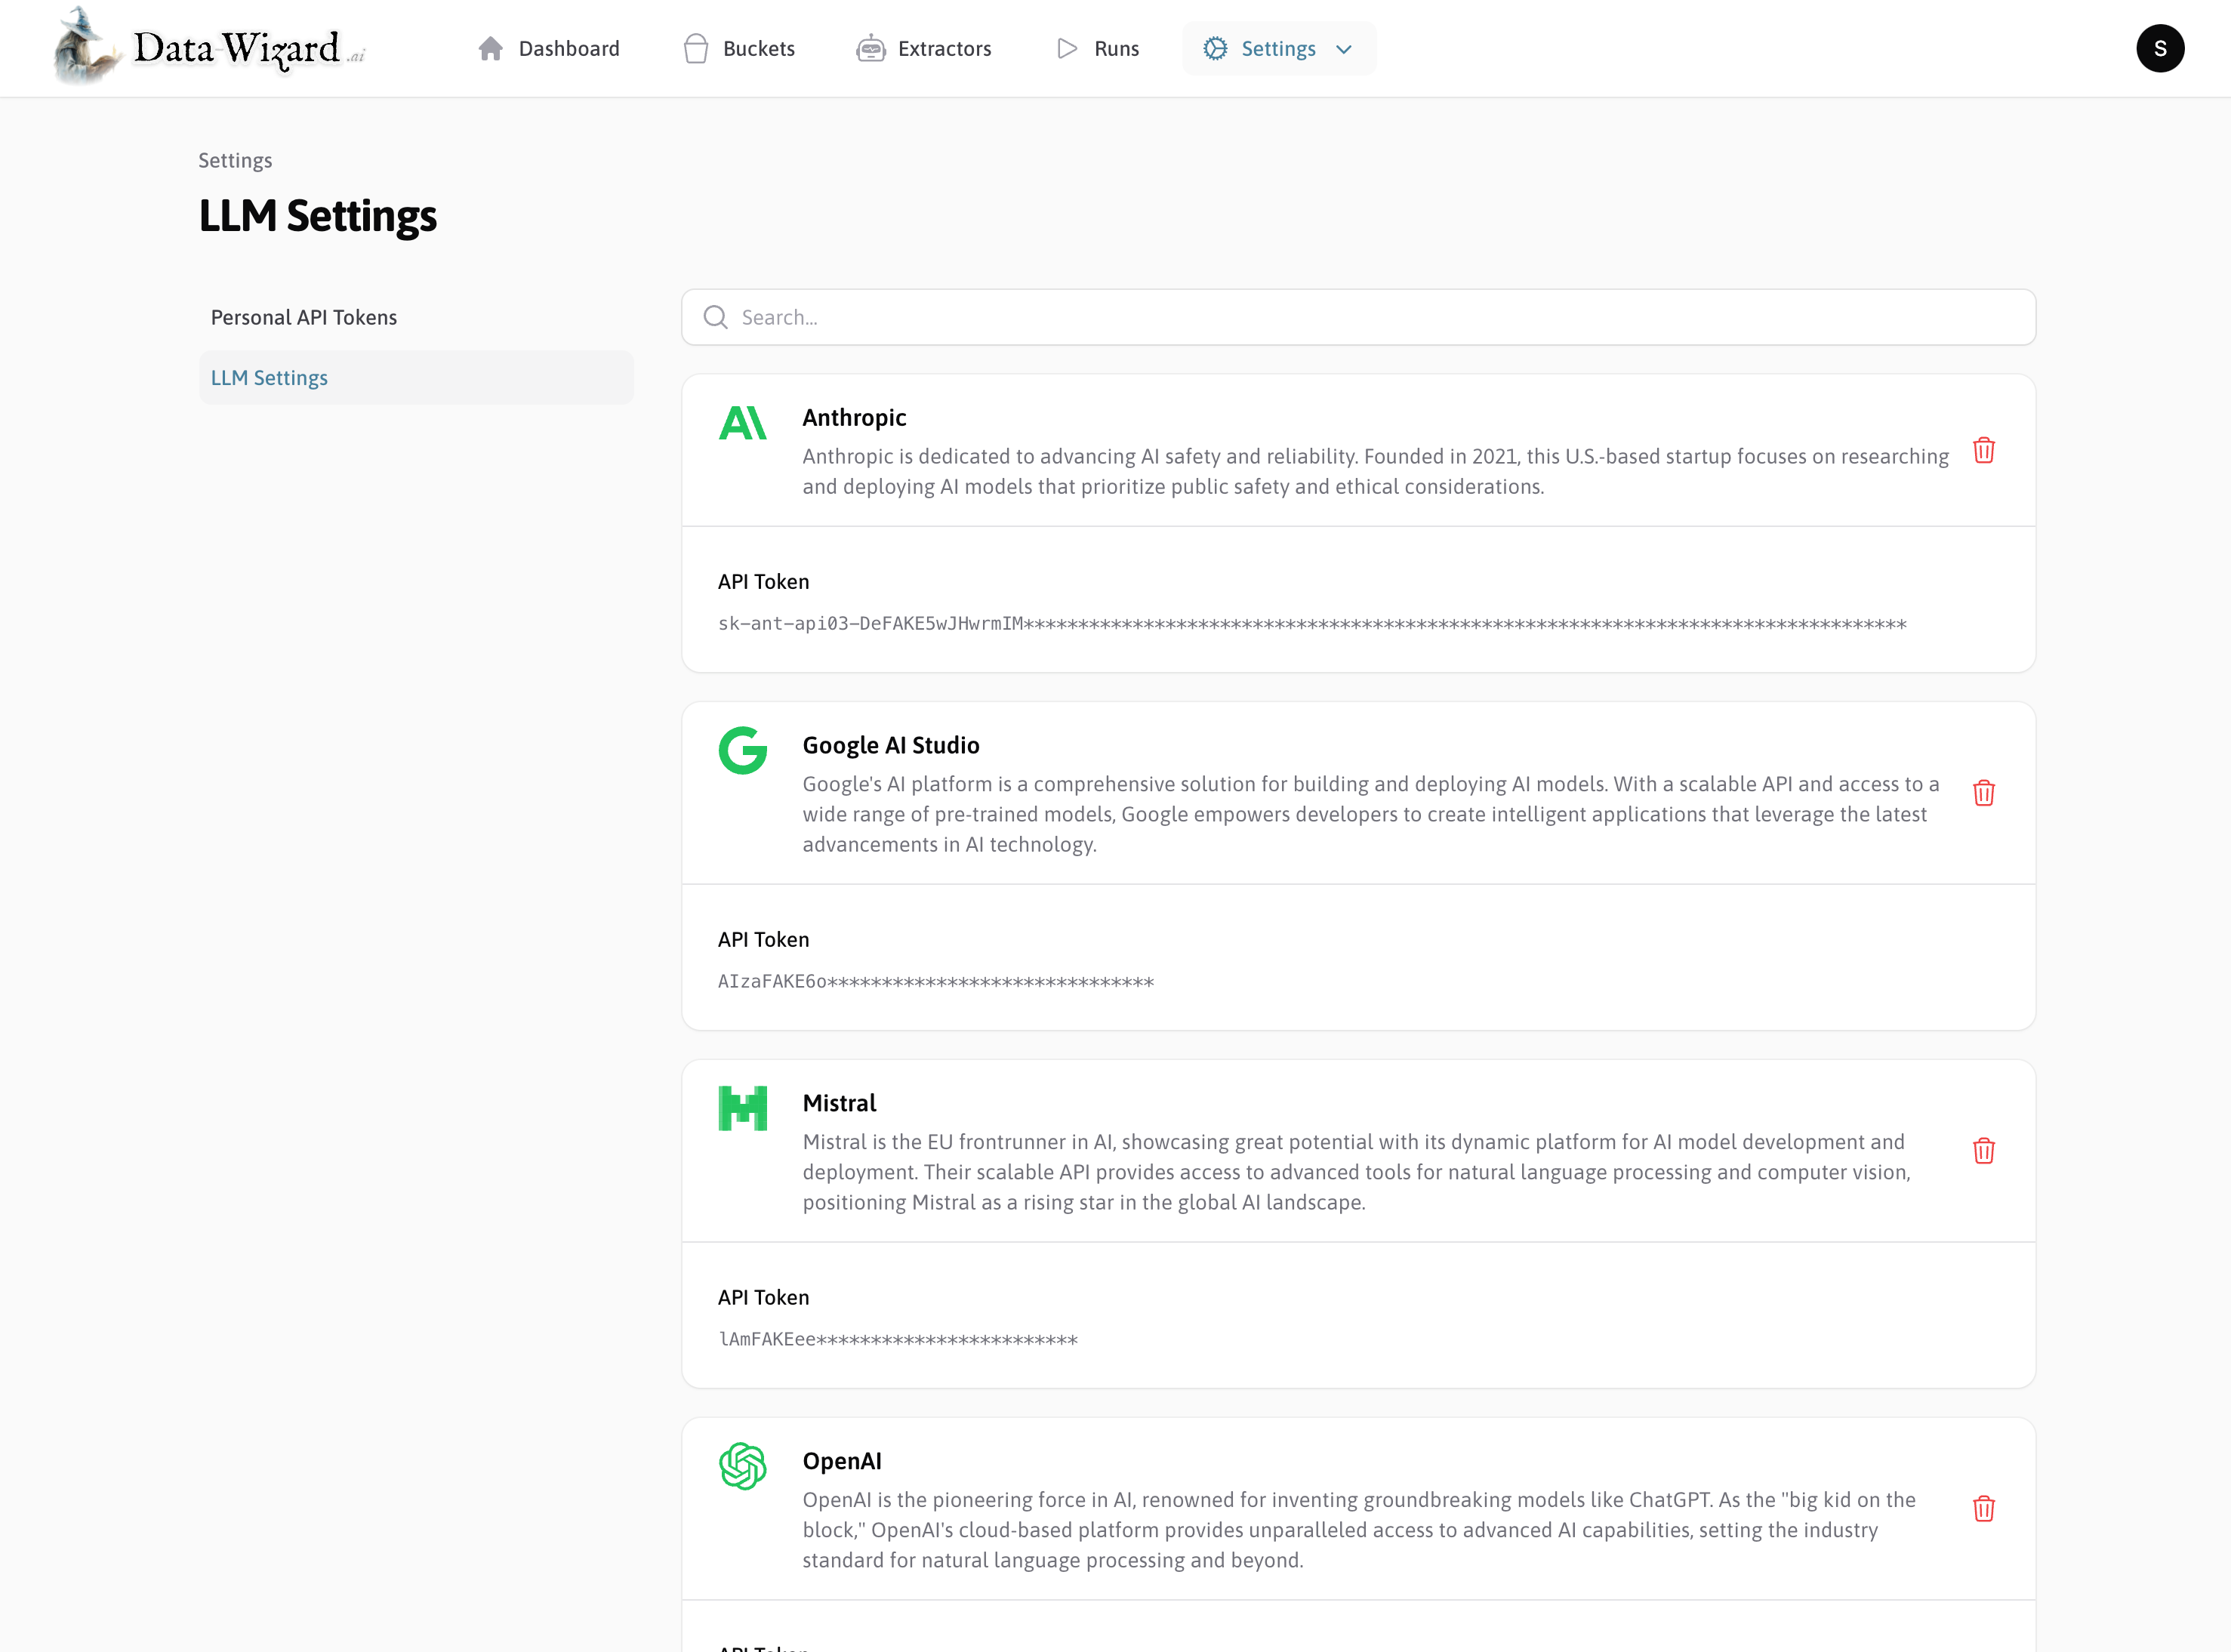 Data Wizard .ai
Dashboard
Buckets
Extractors
Runs
Settings
S
Settings
LLM Settings
Personal API Tokens
LLM Settings
Search...
Anthropic
Anthropic is dedicated to advancing AI safety and reliability. Founded in 2021, this U.S.-based startup focuses on researching
and deploying AI models that prioritize public safety and ethical considerations.
API Token
sk-ant-api03-DeFAKE5wJHwrmIM*********************************************************************************
Google AI Studio
Google's AI platform is a comprehensive solution for building and deploying AI models. With a scalable API and access to a
wide range of pre-trained models, Google empowers developers to create intelligent applications that leverage the latest
advancements in AI technology.
API Token
AIzaFAKE6o******************************
Mistral
Mistral is the EU frontrunner in AI, showcasing great potential with its dynamic platform for AI model development and
deployment. Their scalable API provides access to advanced tools for natural language processing and computer vision,
positioning Mistral as a rising star in the global AI landscape.
API Token
lAmFAKEee************************
OpenAI
OpenAI is the pioneering force in AI, renowned for inventing groundbreaking models like ChatGPT. As the "big kid on the
block," OpenAI's cloud-based platform provides unparalleled access to advanced AI capabilities, setting the industry
standard for natural language processing and beyond.
API Token